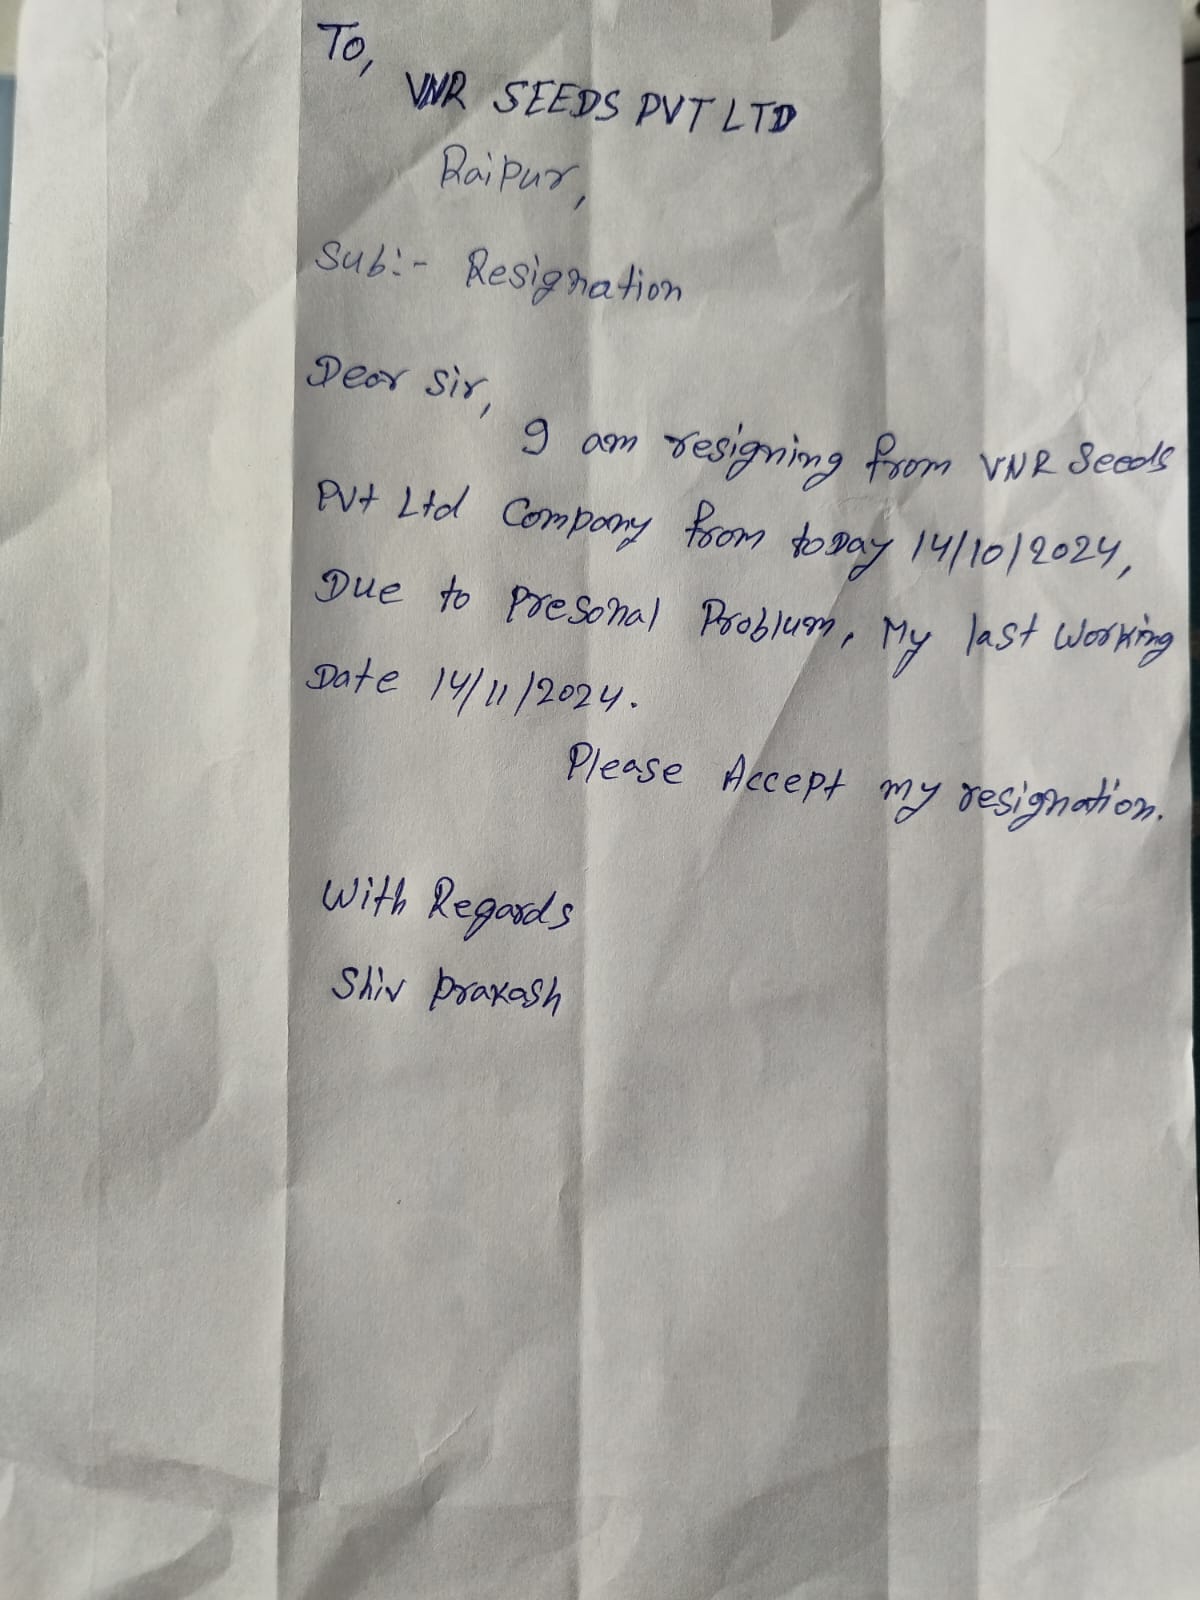 To,
VNR SEEDS PVT LTD
Raipur,
Sub:- Resignation
Dear Sir,
I am resigning from VNR Seeds
Pvt Ltd Company from toDay 14/10/2024,
Due to Presonal Problum, My last Working
Date 14/11/2024.
Please Accept my resignation.
With Regards
Shiv prakash